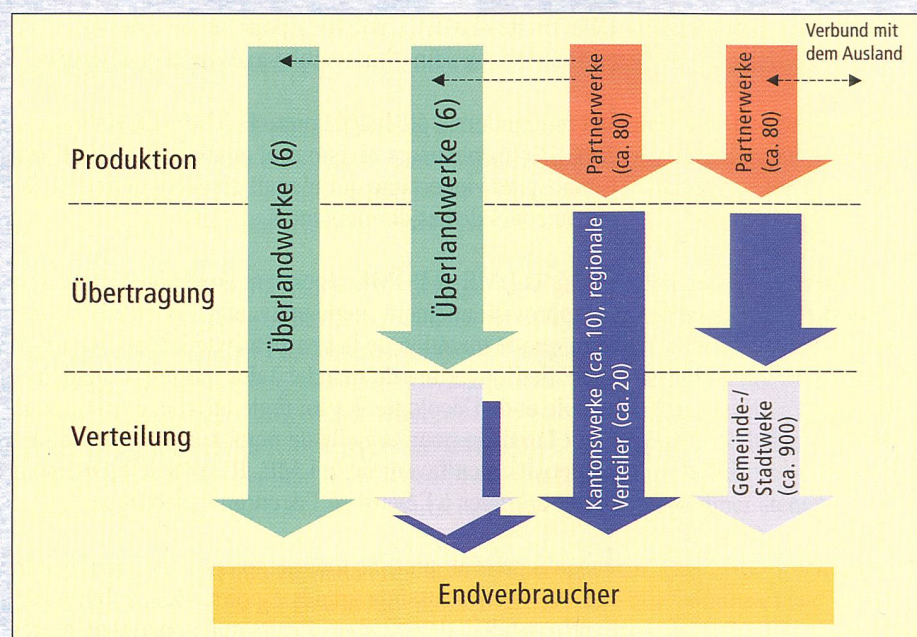 Verbund mit
dem Ausland
Produktion
Übertragung
Verteilung
Überlandwerke (6)
Überlandwerke (6)
Partnerwerke
(ca. 80)
Partnerwerke
(ca. 80)
Kantonswerke (ca. 10), regionale
Verteiler (ca. 20)
Gemeinde-/
Stadtweke
(ca. 900)
Endverbraucher